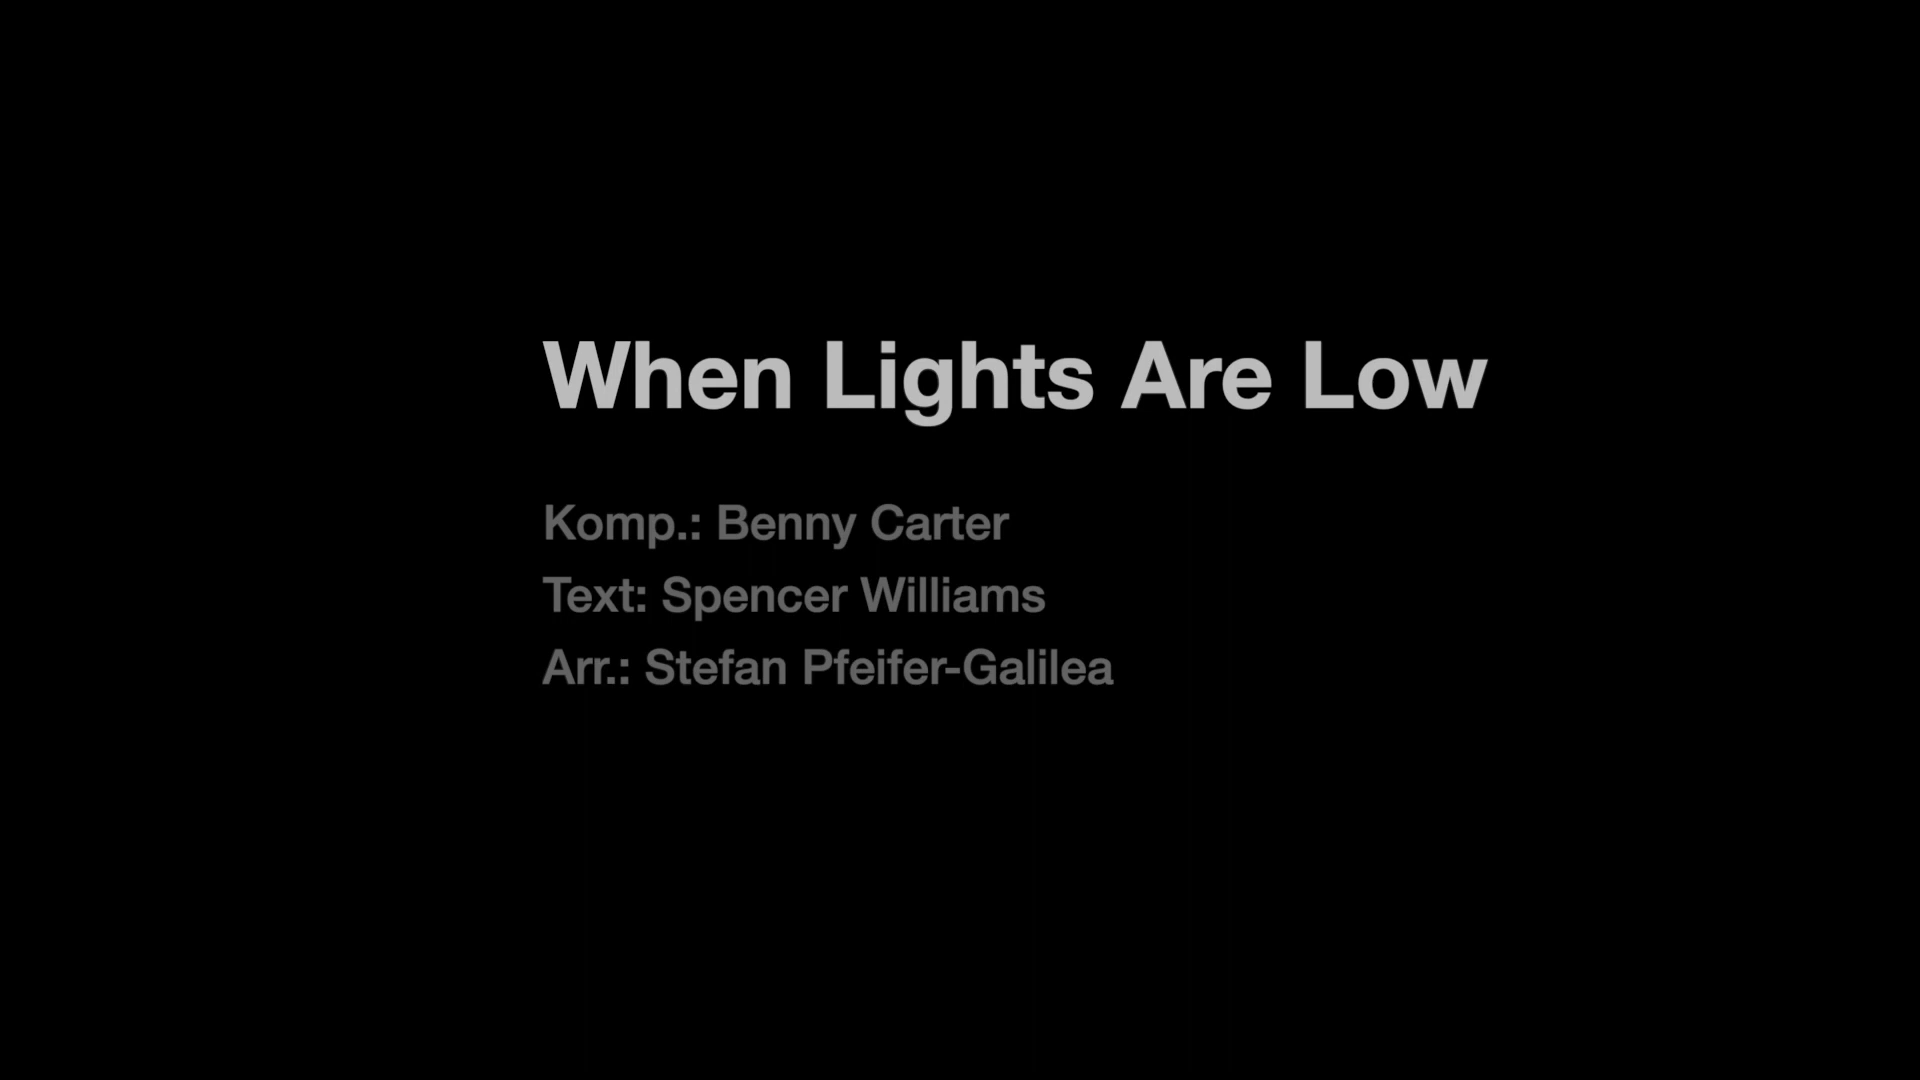 When Lights Are Low
Komp.: Benny Carter
Text: Spencer Williams
Arr.: Stefan Pfeifer-Galilea